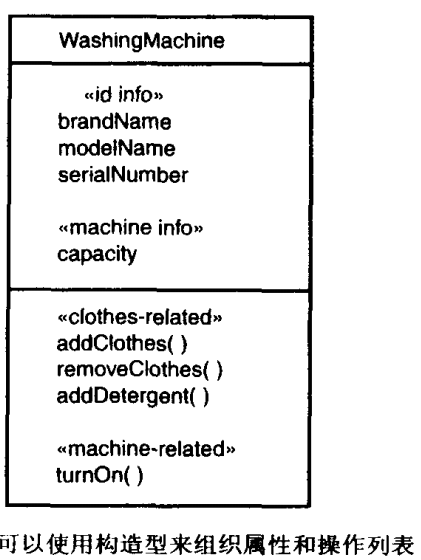 WashingMachine
«id info»
brandName
modelName
serialNumber
«machine info»
capacity
«clothes-related»
addClothes( )
removeClothes( )
addDetergent( )
«machine-related»
turnOn( )
可以使用构造型来组织属性和操作列表